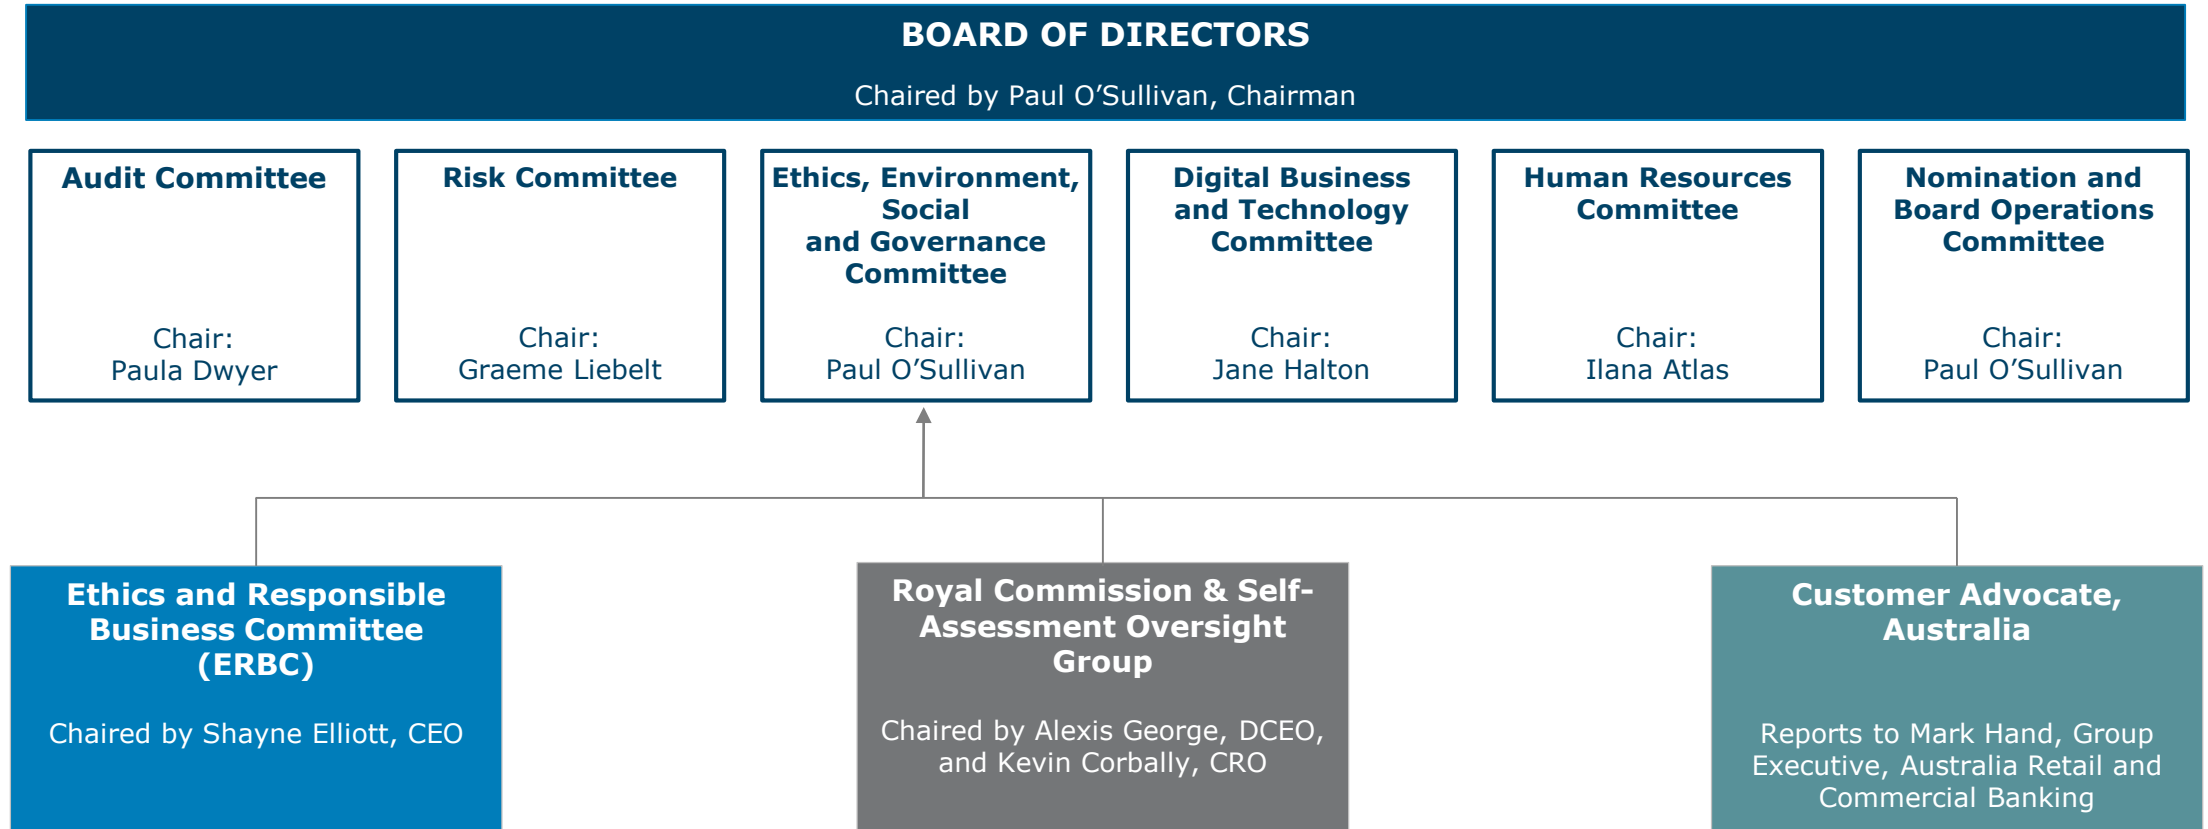 BOARD OF DIRECTORS
Chaired by Paul O’Sullivan, Chairman
Audit Committee
Chair:
Paula Dwyer
Risk Committee
Chair:
Graeme Liebelt
Ethics, Environment,
Social
and Governance
Committee
Chair:
Paul O’Sullivan
Digital Business
and Technology
Committee
Chair:
Jane Halton
Human Resources
Committee
Chair:
Ilana Atlas
Nomination and
Board Operations
Committee
Chair:
Paul O’Sullivan
Ethics and Responsible
Business Committee
(ERBC)
Chaired by Shayne Elliott, CEO
Royal Commission & Self-
Assessment Oversight
Group
Chaired by Alexis George, DCEO,
and Kevin Corbally, CRO
Customer Advocate,
Australia
Reports to Mark Hand, Group
Executive, Australia Retail and
Commercial Banking